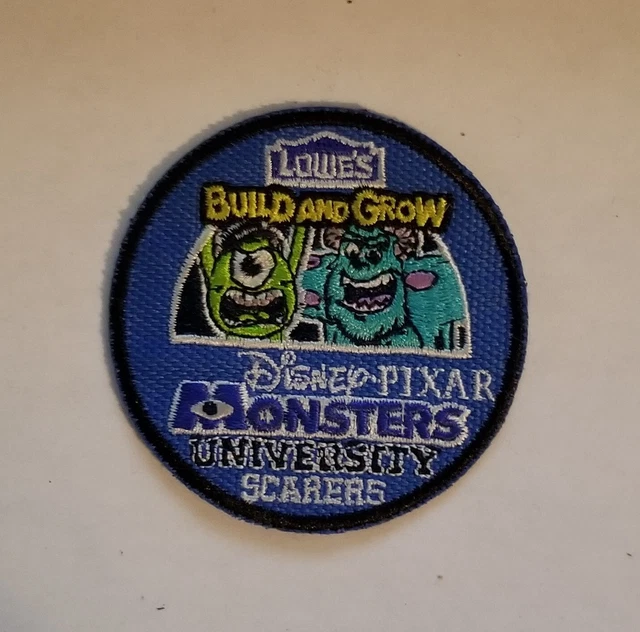 LOWE'S
BUILD AND GROW
DISNEY·PIXAR
MONSTERS
UNIVERSITY
SCARERS